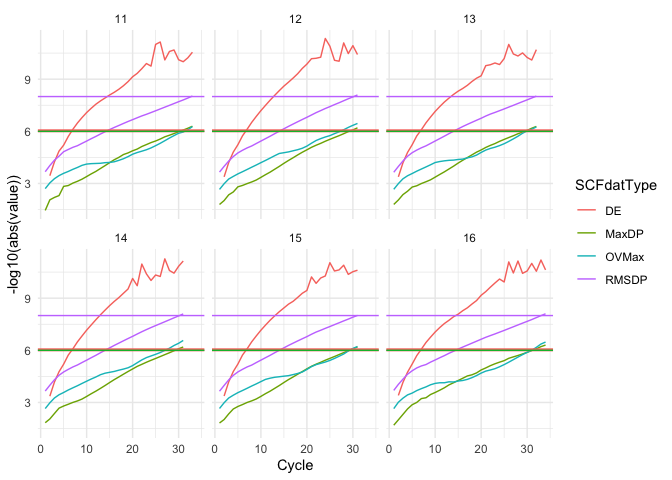 11 12 13
9
6
3
14 15 16
9
6
3
0 10 20 30 0 10 20 30 0 10 20 30
Cycle
-log10(abs(value))
SCFdatType
DE
MaxDP
OVMax
RMSDP